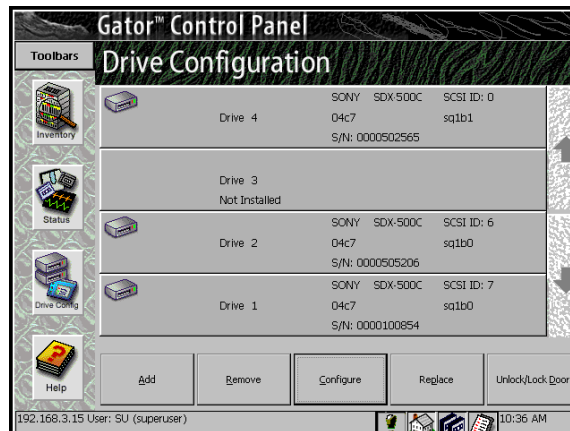 Gator™ Control Panel
Toolbars
Drive Configuration
Inventory
Status
Drive Config
Help
Drive 4
SONY SDX-500C SCSI ID: 0
04c7 sq1b1
S/N: 0000502565
Drive 3
Not Installed
SONY SDX-500C SCSI ID: 6
Drive 2 04c7 sq1b0
S/N: 0000505206
SONY SDX-500C SCSI ID: 7
Drive 1 04c7 sq1b0
S/N: 0000100854
Add Remove Configure Replace Unlock/Lock Door
192.168.3.15 User: SU (superuser) 10:36 AM